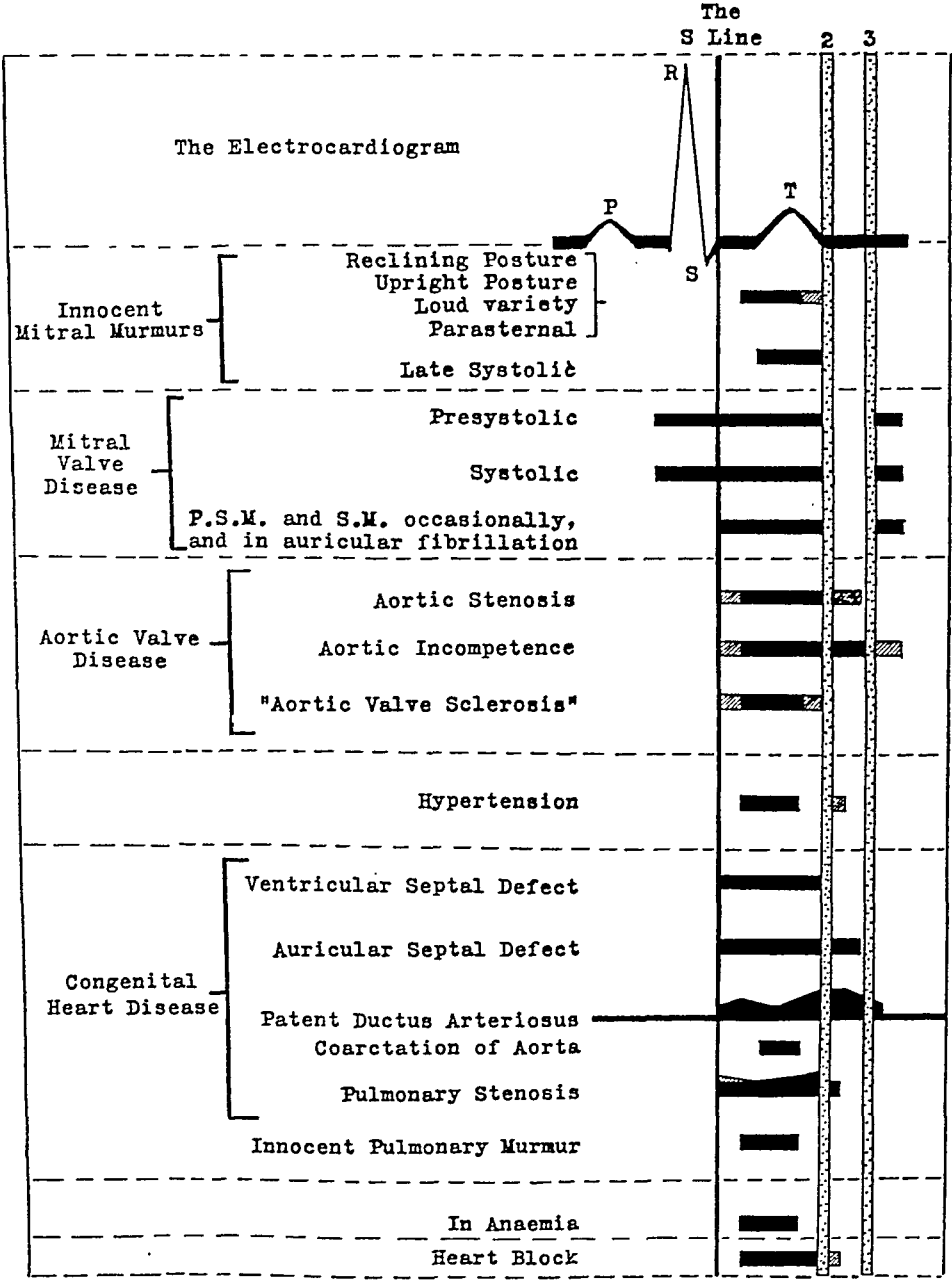 The
S Line
2
3
R
The Electrocardiogram
P
T
S
Innocent
Mitral Murmurs
Reclining Posture
Upright Posture
Loud variety
Parasternal
Late Systolic
Mitral
Valve
Disease
Presystolic
Systolic
P.S.M. and S.M. occasionally,
and in auricular fibrillation
Aortic Valve
Disease
Aortic Stenosis
Aortic Incompetence
"Aortic Valve Sclerosis"
Hypertension
Congenital
Heart Disease
Ventricular Septal Defect
Auricular Septal Defect
Patent Ductus Arteriosus
Coarctation of Aorta
Pulmonary Stenosis
Innocent Pulmonary Murmur
In Anaemia
Heart Block